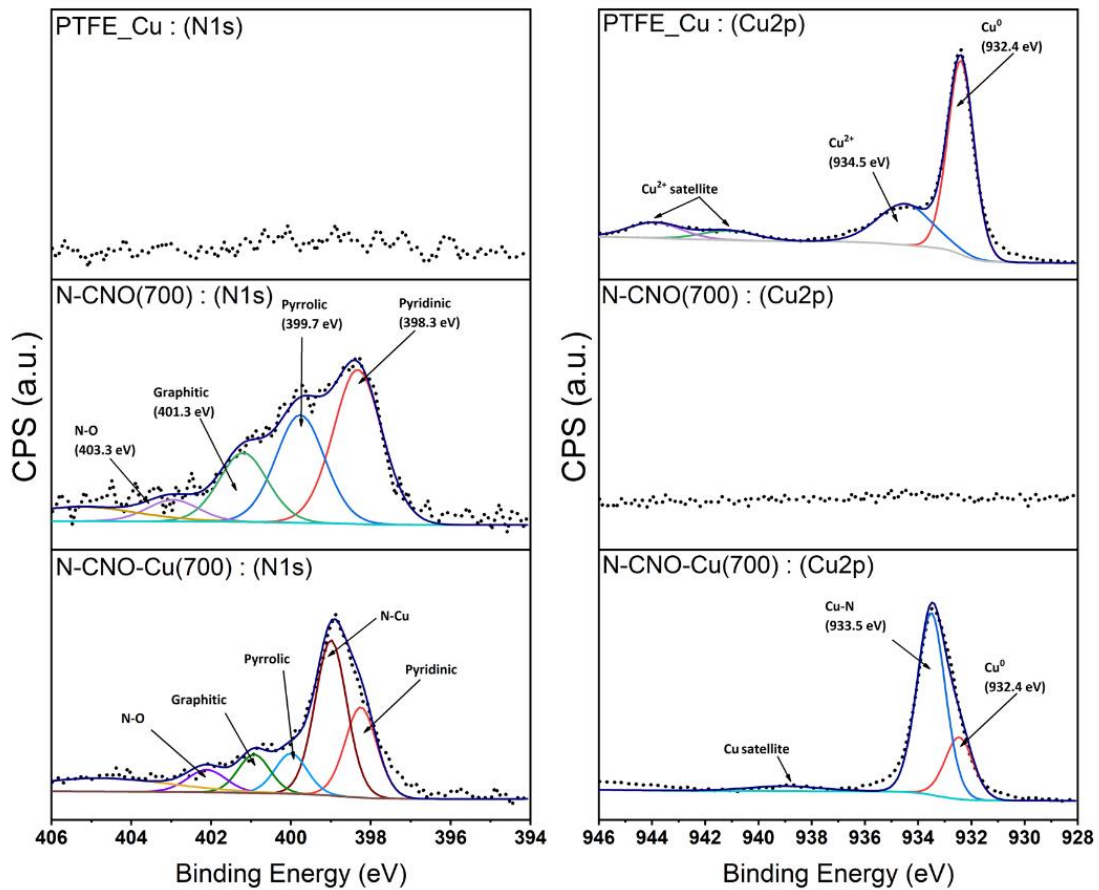 PTFE_Cu : (N1s)
N-CNO(700) : (N1s)
Pyrrolic
(399.7 eV)
Pyridinic
(398.3 eV)
Graphitic
(401.3 eV)
N-O
(403.3 eV)
N-CNO-Cu(700) : (N1s)
N-Cu
Pyrrolic
Pyridinic
Graphitic
N-O
CPS (a.u.)
406 404 402 400 398 396 394
Binding Energy (eV)
PTFE_Cu : (Cu2p)
Cu⁰
(932.4 eV)
Cu²⁺
(934.5 eV)
Cu²⁺ satellite
N-CNO(700) : (Cu2p)
N-CNO-Cu(700) : (Cu2p)
Cu-N
(933.5 eV)
Cu⁰
(932.4 eV)
Cu satellite
CPS (a.u.)
946 944 942 940 938 936 934 932 930 928
Binding Energy (eV)